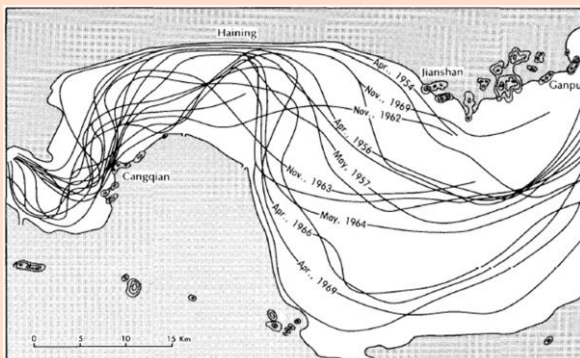 Haining
Jianshan
Ganpu
Cangqian
Apr., 1954
Nov., 1969
Nov., 1962
Apr., 1956
May, 1957
Nov., 1963
May, 1964
Apr., 1966
Apr., 1969
0 5 10 15 Km